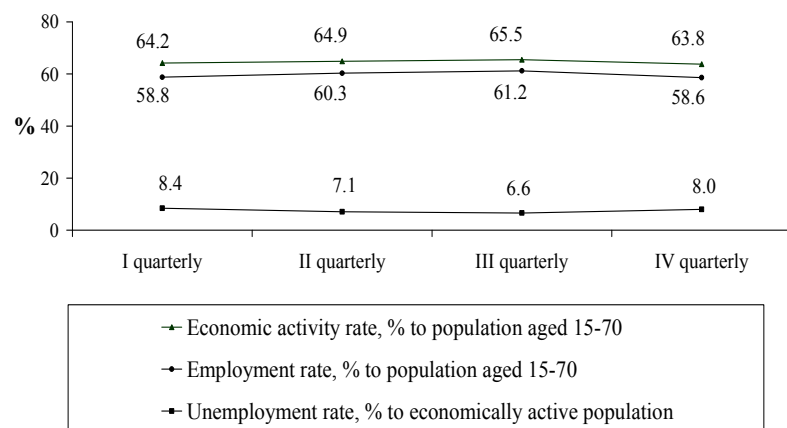 80
64.2 64.9 65.5 63.8
60
58.8 60.3 61.2 58.6
40
%
20
8.4 7.1 6.6 8.0
0
I quarterly II quarterly III quarterly IV quarterly
Economic activity rate, % to population aged 15-70
Employment rate, % to population aged 15-70
Unemployment rate, % to economically active population